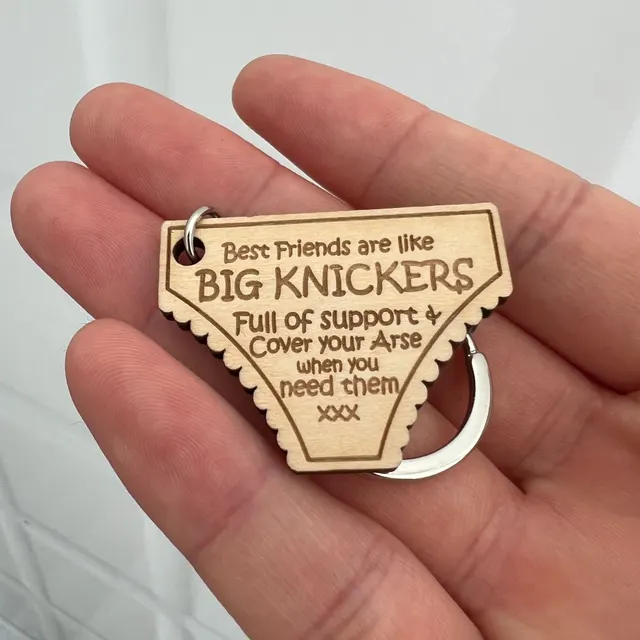 Best Friends are like
BIG KNICKERS
Full of support &
Cover your Arse
when you
need them
xxx